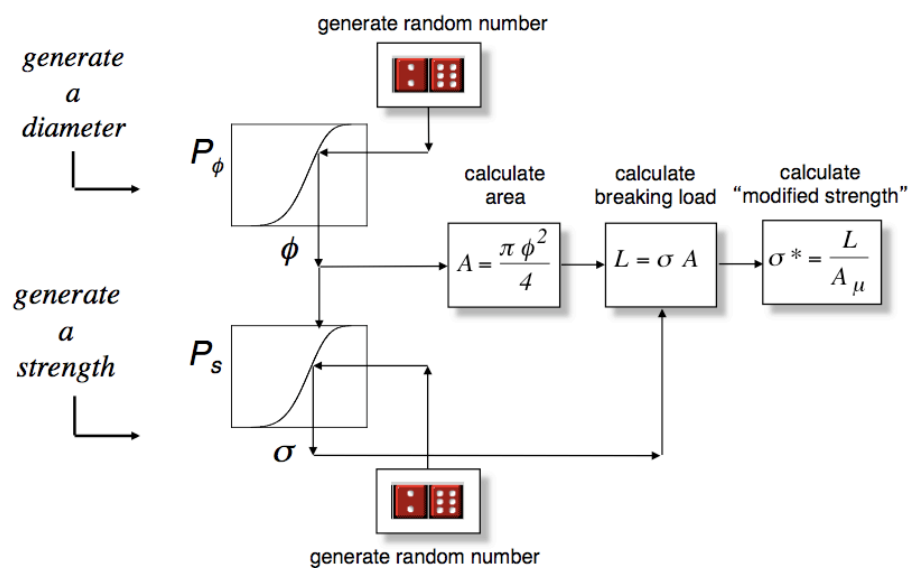 generate random number
generate
a
diameter
P_ϕ
ϕ
calculate
area
A = π ϕ² / 4
calculate
breaking load
L = σ A
calculate
“modified strength”
σ * = L / A_μ
generate
a
strength
P_s
σ
generate random number